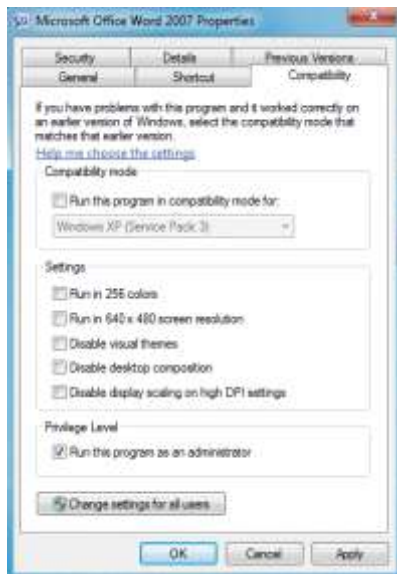 Microsoft Office Word 2007 Properties
Security Details Previous Versions
General Shortcut Compatibility
If you have problems with this program and it worked correctly on
an earlier version of Windows, select the compatibility mode that
matches that earlier version.
Help me choose the settings
Compatibility mode
Run this program in compatibility mode for:
Windows XP (Service Pack 3)
Settings
Run in 256 colors
Run in 640 x 480 screen resolution
Disable visual themes
Disable desktop composition
Disable display scaling on high DPI settings
Privilege Level
Run this program as an administrator
Change settings for all users
OK Cancel Apply